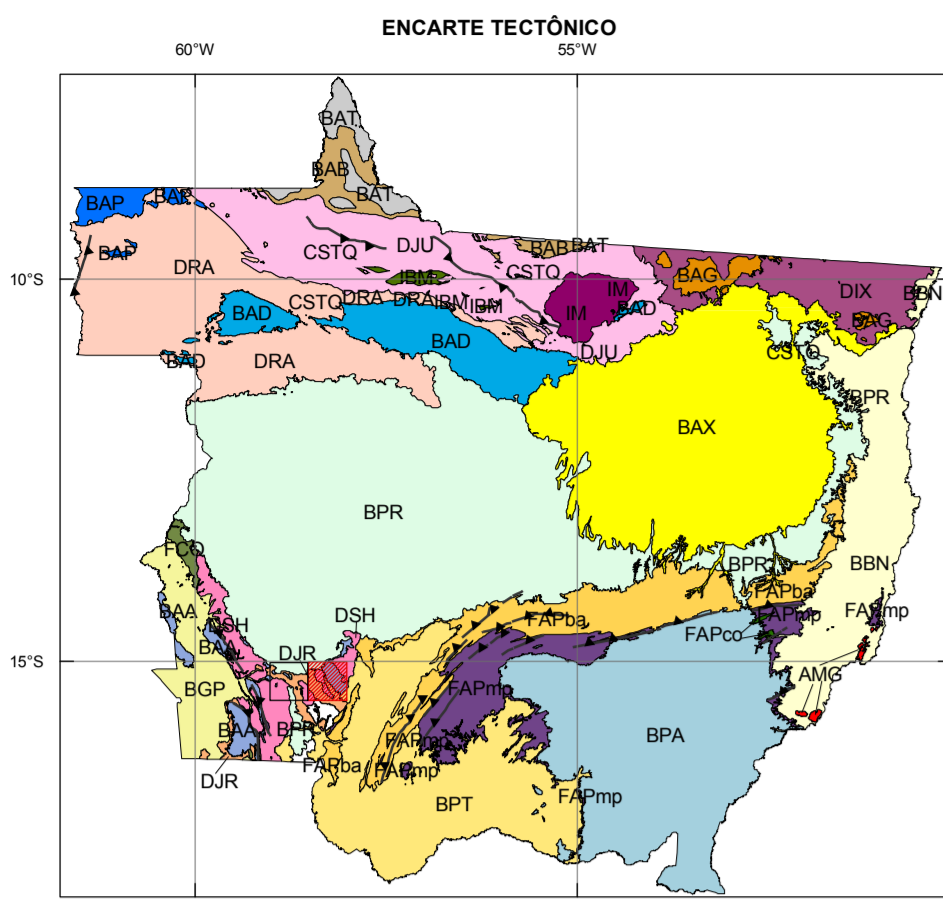 ENCARTE TECTÔNICO
60°W
55°W
BAT
BAB
BAT
BAP
BAP
BAP
DRA
CSTQ
DJU
BAB
BAT
CSTQ
IBM
BAG
DIX
BBN
10°S
IM
IM
BAD
CSTQ
DRA
DRA
IBM
IBM
BAD
BAG
BAD
BAD
DRA
DJU
CSTQ
BPR
BAX
BPR
FCO
BPR
BBN
FAPba
BAA
DSH
DSH
FAPba
FAPmp
FAPmp
FAPco
BAA
DJR
15°S
BGP
FAPmp
AMG
BAA
BPR
BPA
FAPmp
FAPba
FAPmp
DJR
BPT
FAPmp